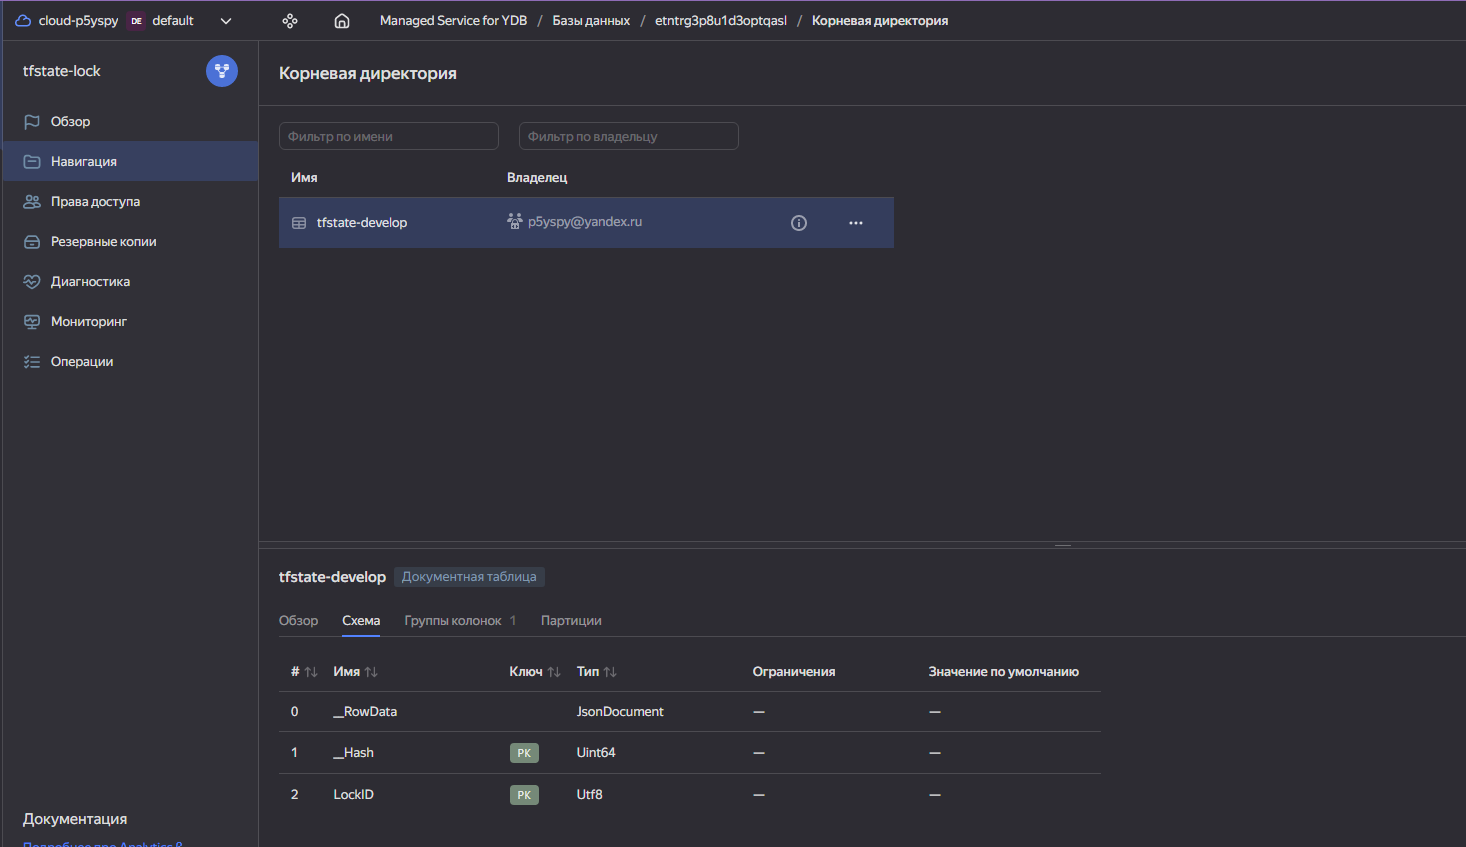 cloud-p5yspy DE default Managed Service for YDB / Базы данных / etntrg3p8u1d3optqasl / Корневая директория
tfstate-lock
Обзор
Навигация
Права доступа
Резервные копии
Диагностика
Мониторинг
Операции
Документация
Корневая директория
Фильтр по имени Фильтр по владельцу
Имя Владелец
tfstate-develop p5yspy@yandex.ru
tfstate-develop Документная таблица
Обзор Схема Группы колонок 1 Партиции
# Имя Ключ Тип Ограничения Значение по умолчанию
0 __RowData JsonDocument — —
1 __Hash PK Uint64 — —
2 LockID PK Utf8 — —